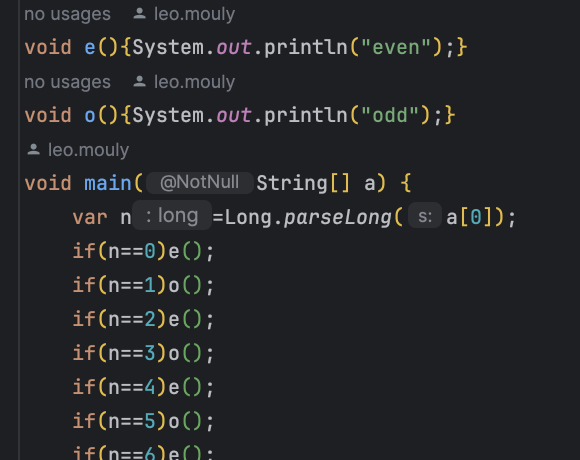 no usages leo.mouly
void e(){System.out.println("even");}
no usages leo.mouly
void o(){System.out.println("odd");}
leo.mouly
void main( @NotNull String[] a) {
var n : long =Long.parseLong( s: a[0]);
if(n==0)e();
if(n==1)o();
if(n==2)e();
if(n==3)o();
if(n==4)e();
if(n==5)o();
if(n==6)e();